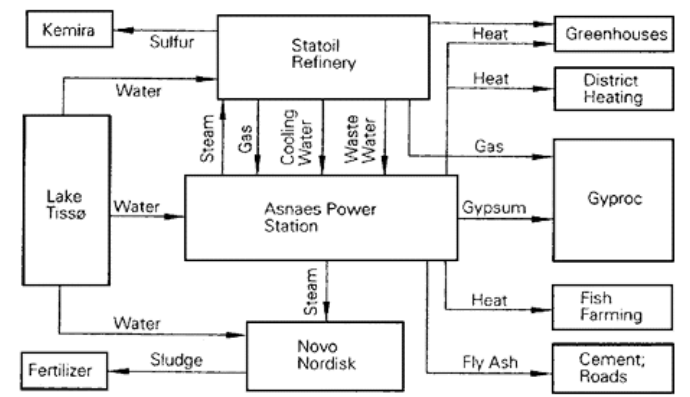 Kemira
Sulfur
Statoil
Refinery
Heat
Greenhouses
Water
Heat
District
Heating
Steam
Gas
Cooling
Water
Waste
Water
Gas
Lake
Tissø
Water
Asnaes Power
Station
Gypsum
Gyproc
Steam
Heat
Fish
Farming
Water
Novo
Nordisk
Sludge
Fertilizer
Fly Ash
Cement;
Roads